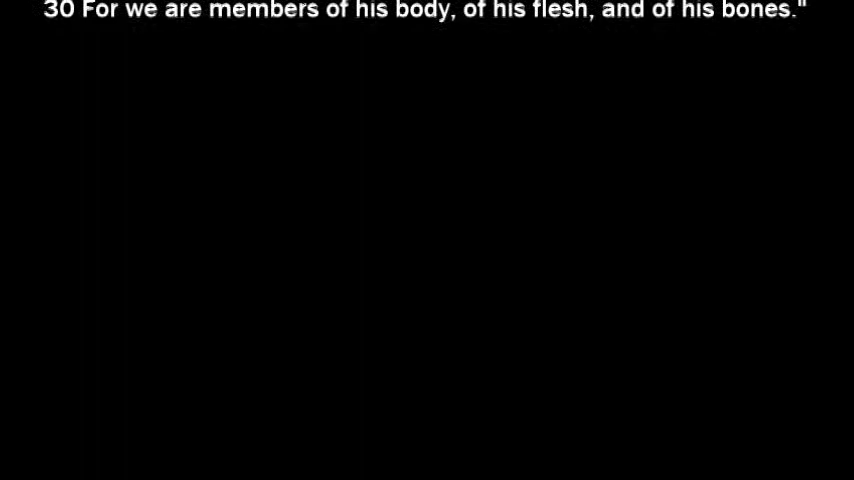 30 For we are members of his body, of his flesh, and of his bones."